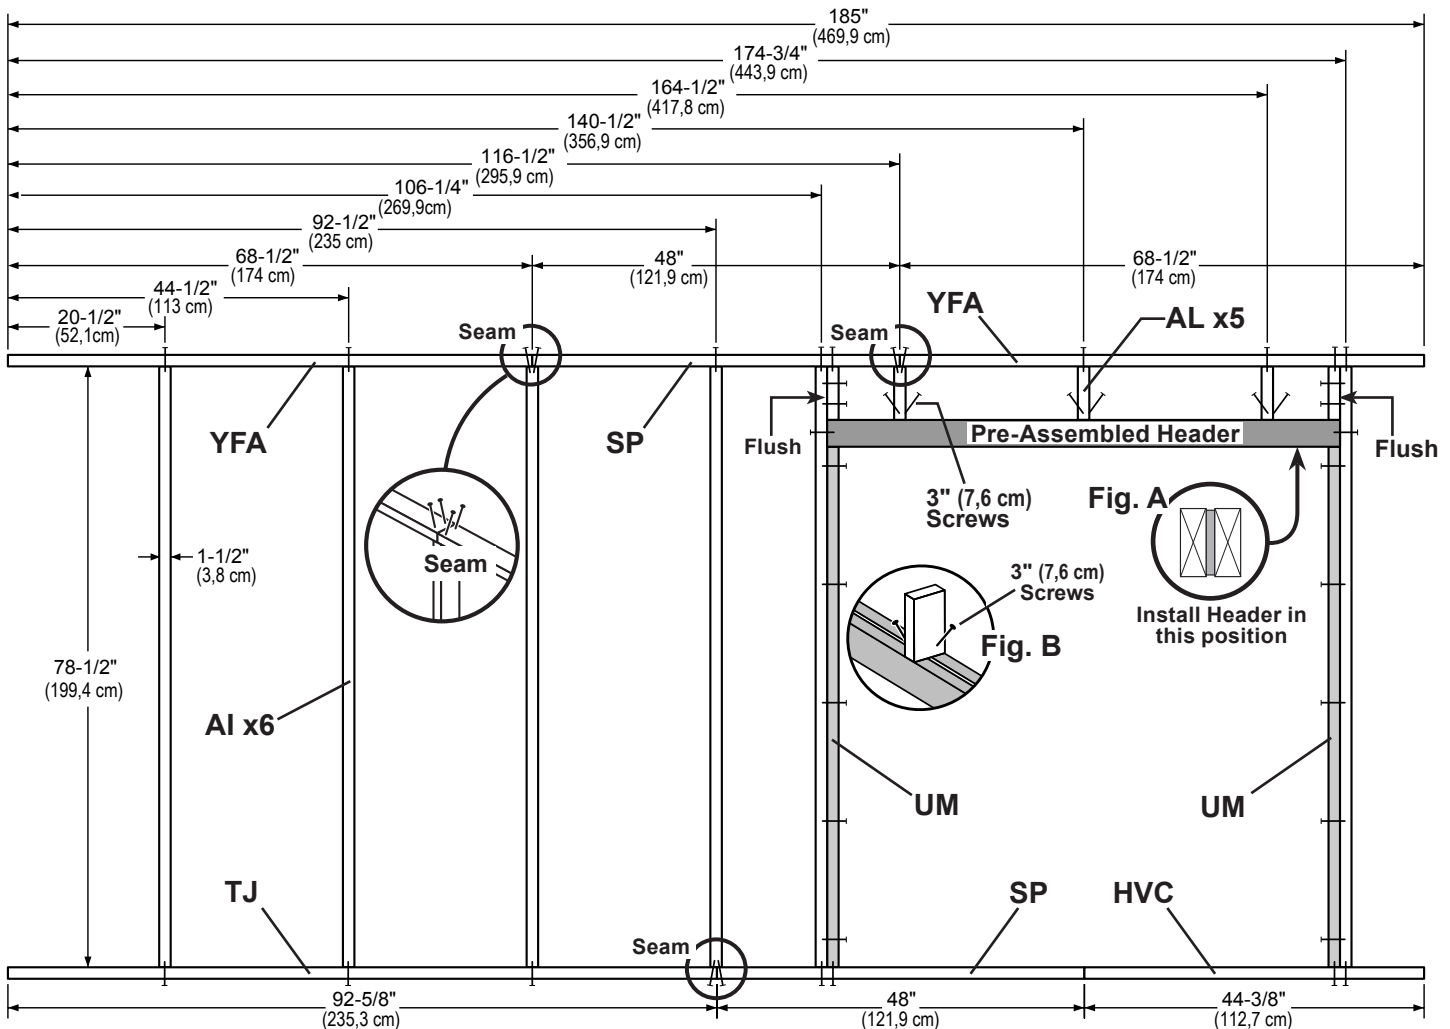 185"
(469,9 cm)
174-3/4"
(443,9 cm)
164-1/2"
(417,8 cm)
140-1/2"
(356,9 cm)
116-1/2"
(295,9 cm)
106-1/4"
(269,9cm)
92-1/2"
(235 cm)
68-1/2"
(174 cm)
48"
(121,9 cm)
68-1/2"
(174 cm)
44-1/2"
(113 cm)
20-1/2"
(52,1cm)
Seam
Seam
YFA
AL x5
YFA
SP
Flush
Pre-Assembled Header
Flush
3" (7,6 cm)
Screws
Fig. A
Seam
1-1/2"
(3,8 cm)
3" (7,6 cm)
Screws
Fig. B
Install Header in
this position
78-1/2"
(199,4 cm)
AI x6
UM
UM
TJ
SP
HVC
Seam
92-5/8"
(235,3 cm)
48"
(121,9 cm)
44-3/8"
(112,7 cm)